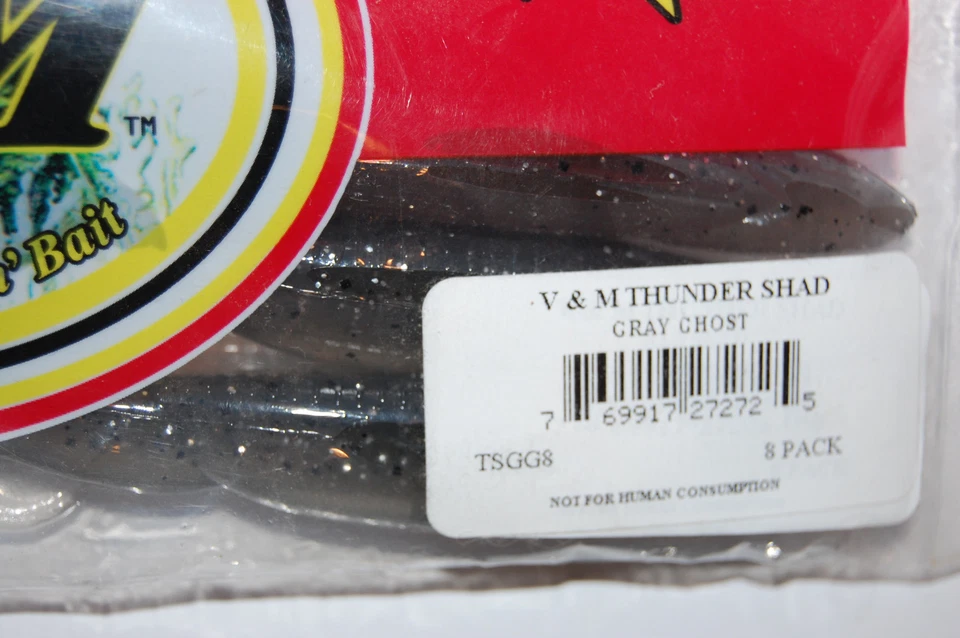 M
TM
n' Bait
V & M THUNDER SHAD
GRAY GHOST
7 69917 27272 5
TSGG8 8 PACK
NOT FOR HUMAN CONSUMPTION